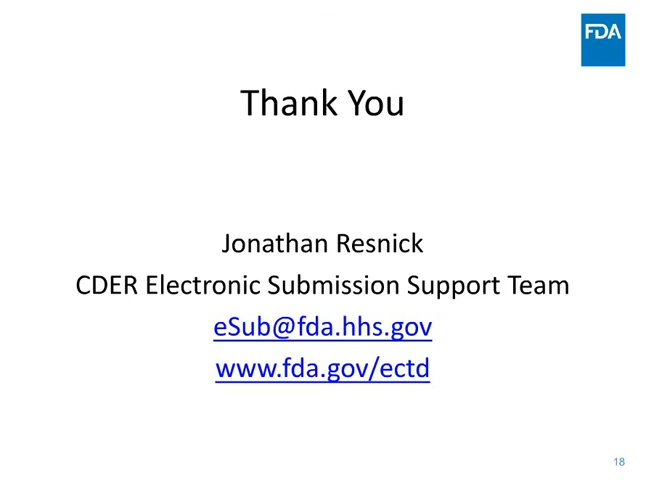 FDA
Thank You
Jonathan Resnick
CDER Electronic Submission Support Team
eSub@fda.hhs.gov
www.fda.gov/ectd
18